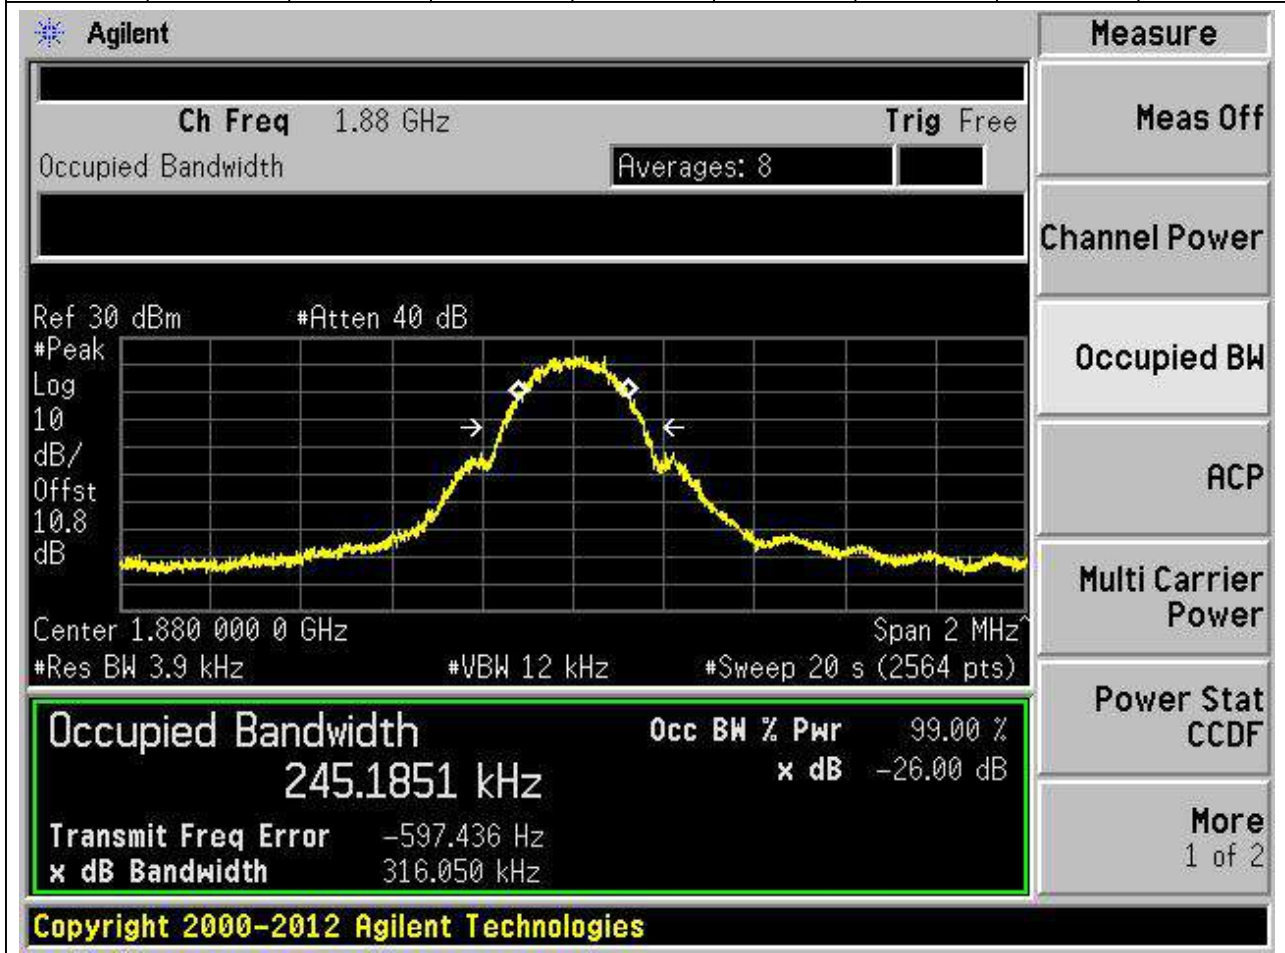 Agilent
Measure
Ch Freq 1.88 GHz Trig Free
Occupied Bandwidth Averages: 8
Meas Off
Channel Power
Occupied BW
ACP
Multi Carrier
Power
Power Stat
CCDF
More
1 of 2
Ref 30 dBm #Atten 40 dB
#Peak
Log
10
dB/
Offst
10.8
dB
Center 1.880 000 0 GHz Span 2 MHz^
#Res BW 3.9 kHz #VBW 12 kHz #Sweep 20 s (2564 pts)
Occupied Bandwidth Occ BW % Pwr 99.00 %
245.1851 kHz x dB -26.00 dB
Transmit Freq Error -597.436 Hz
x dB Bandwidth 316.050 kHz
Copyright 2000-2012 Agilent Technologies